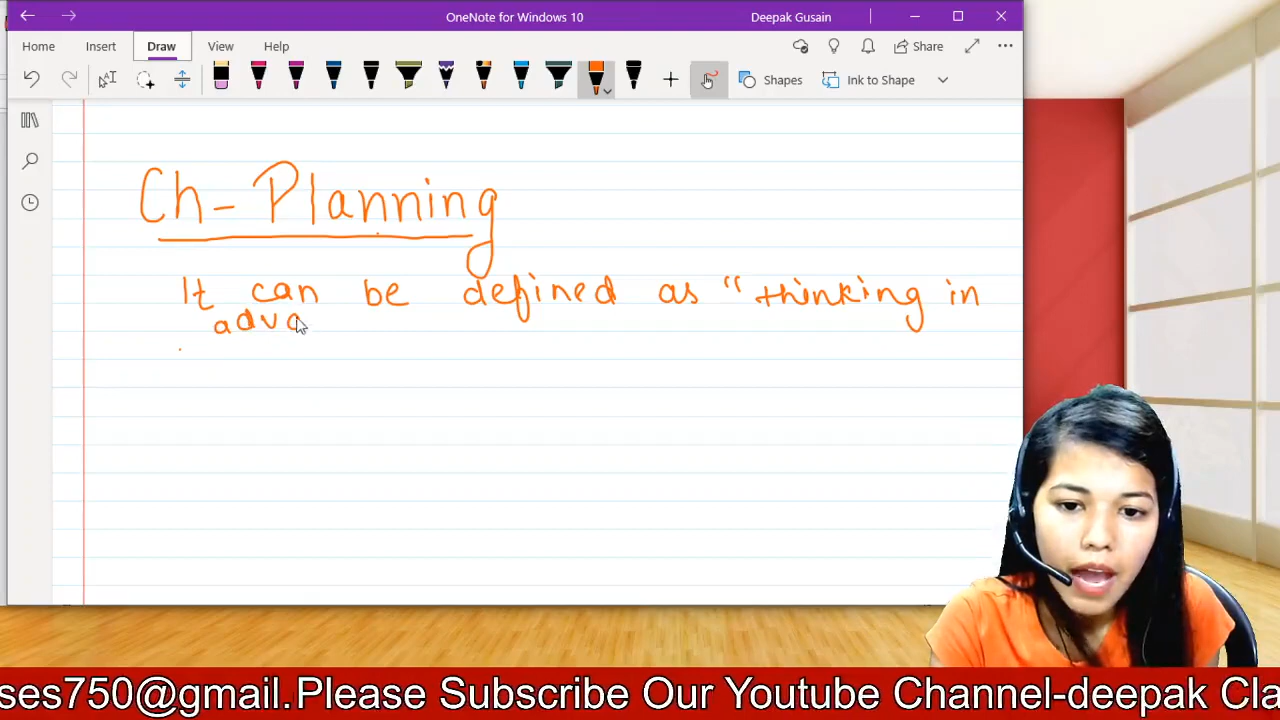 OneNote for Windows 10
Deepak Gusain
Home Insert Draw View Help Share
Shapes Ink to Shape
Ch - Planning
It can be defined as " thinking in
adva
ses750@gmail.Please Subscribe Our Youtube Channel-deepak Cla